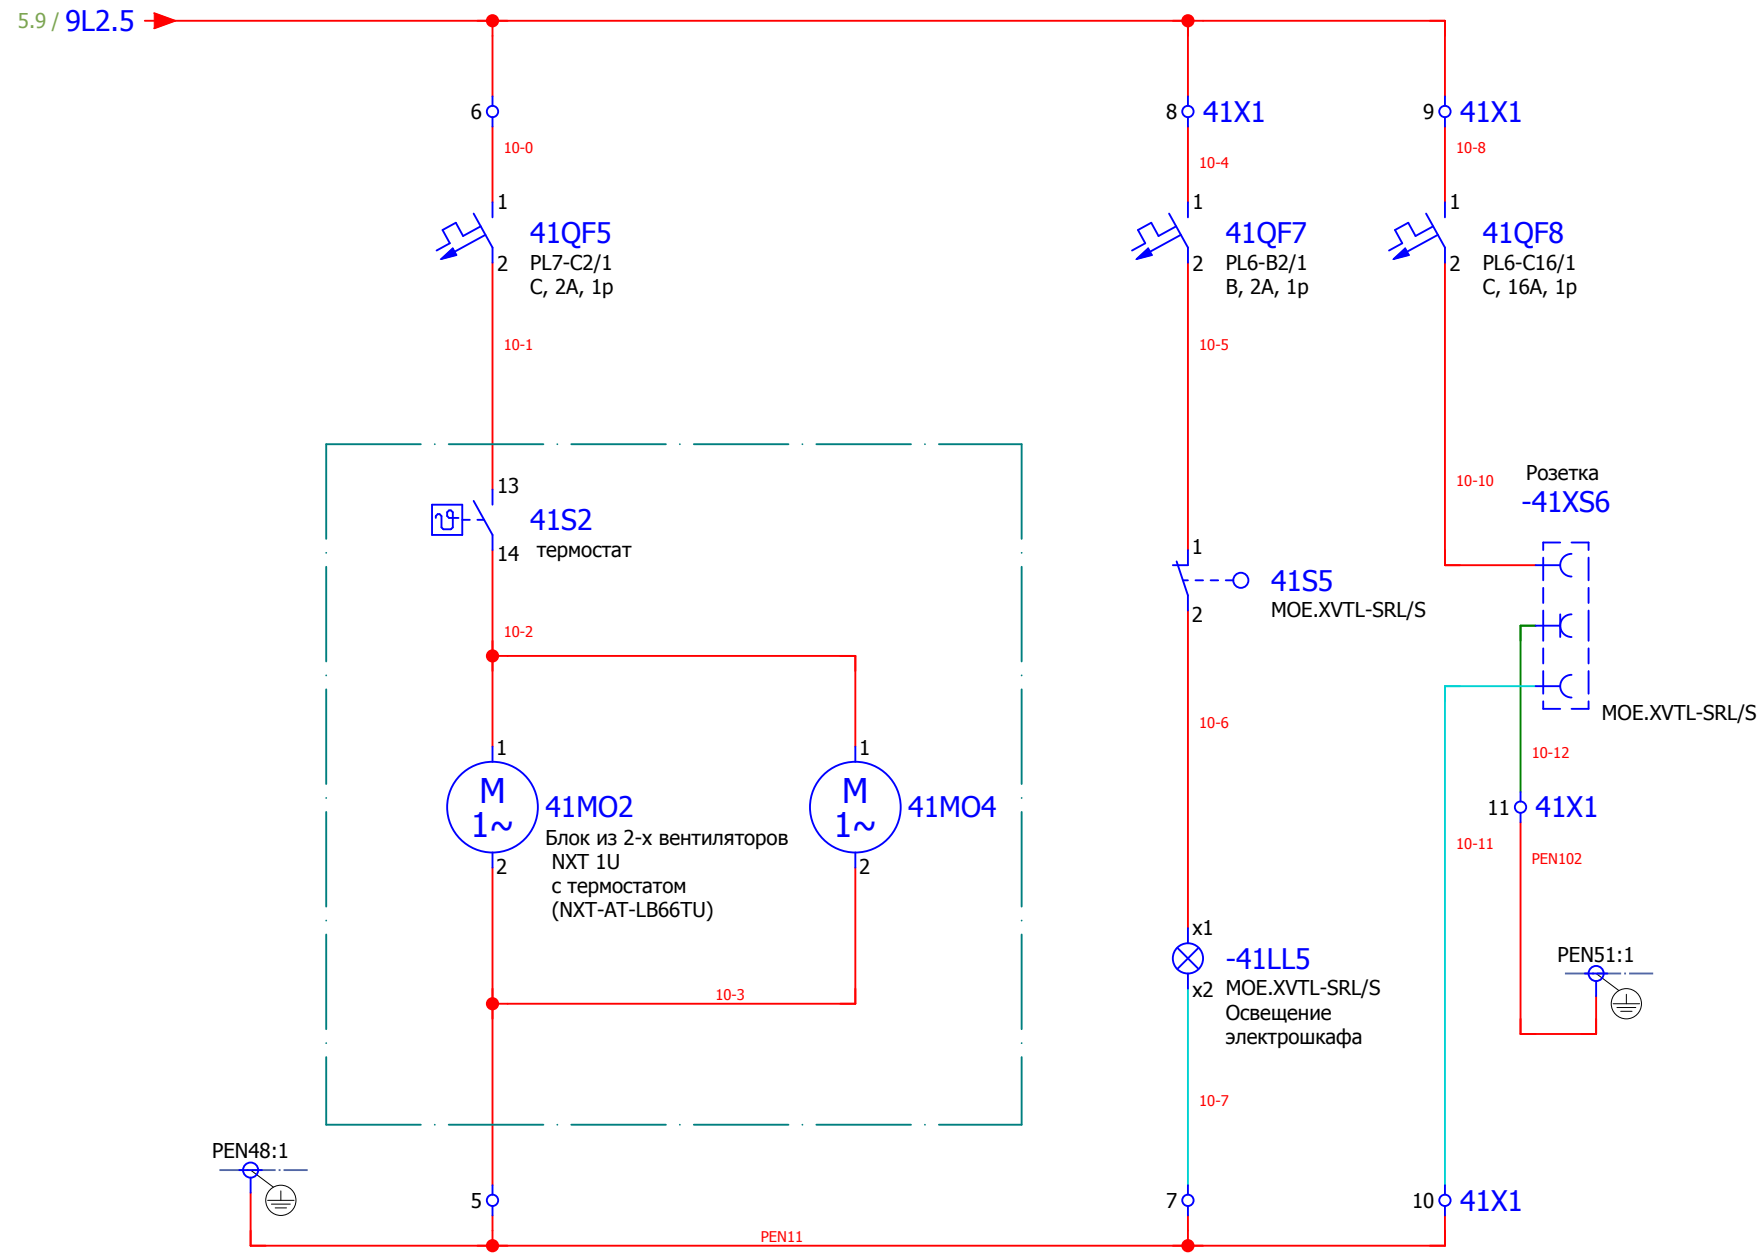 5.9 / 9L2.5
6
8 41X1
9 41X1
10-0
10-4
10-8
1
41QF5
2
PL7-C2/1
C, 2A, 1p
1
41QF7
2
PL6-B2/1
B, 2A, 1p
1
41QF8
2
PL6-C16/1
C, 16A, 1p
10-1
10-5
10-10
Розетка
-41XS6
MOE.XVTL-SRL/S
13
41S2
14
термостат
1
41S5
2
MOE.XVTL-SRL/S
10-2
10-6
1
M
1~
2
41MO2
Блок из 2-х вентиляторов
NXT 1U
с термостатом
(NXT-AT-LB66TU)
1
M
1~
2
41MO4
10-12
11 41X1
10-11
PEN102
x1
-41LL5
x2
MOE.XVTL-SRL/S
Освещение
электрошкафа
PEN51:1
10-3
10-7
PEN48:1
5
7
10 41X1
PEN11